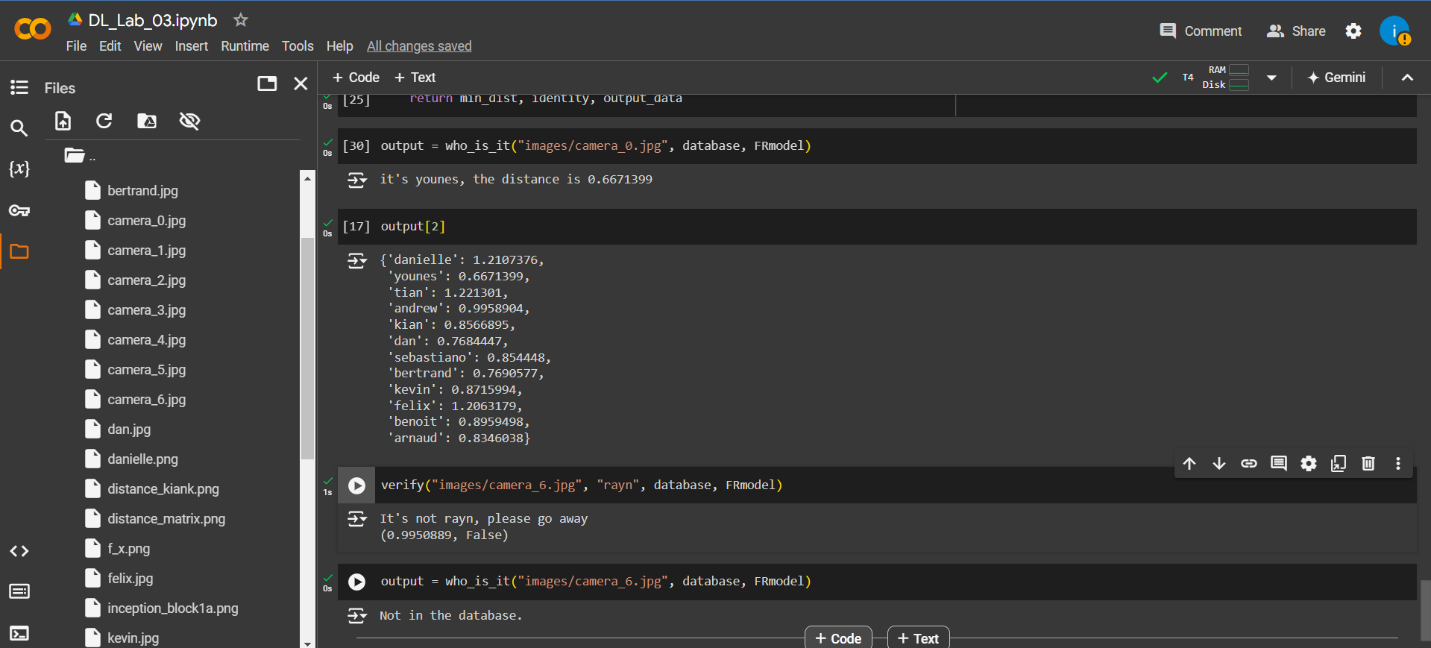 DL_Lab_03.ipynb
File Edit View Insert Runtime Tools Help All changes saved
Comment Share i
Files
+ Code + Text
T4 RAM Disk Gemini
..
bertrand.jpg
camera_0.jpg
camera_1.jpg
camera_2.jpg
camera_3.jpg
camera_4.jpg
camera_5.jpg
camera_6.jpg
dan.jpg
danielle.png
distance_kiank.png
distance_matrix.png
f_x.png
felix.jpg
inception_block1a.png
kevin.jpg
{x}
0s [25] return min_dist, identity, output_data
0s [30] output = who_is_it("images/camera_0.jpg", database, FRmodel)
it's younes, the distance is 0.6671399
0s [17] output[2]
{'danielle': 1.2107376,
'younes': 0.6671399,
'tian': 1.221301,
'andrew': 0.9958904,
'kian': 0.8566895,
'dan': 0.7684447,
'sebastiano': 0.854448,
'bertrand': 0.7690577,
'kevin': 0.8715994,
'felix': 1.2063179,
'benoit': 0.8959498,
'arnaud': 0.8346038}
1s verify("images/camera_6.jpg", "rayn", database, FRmodel)
It's not rayn, please go away
(0.9950889, False)
0s output = who_is_it("images/camera_6.jpg", database, FRmodel)
Not in the database.
+ Code + Text